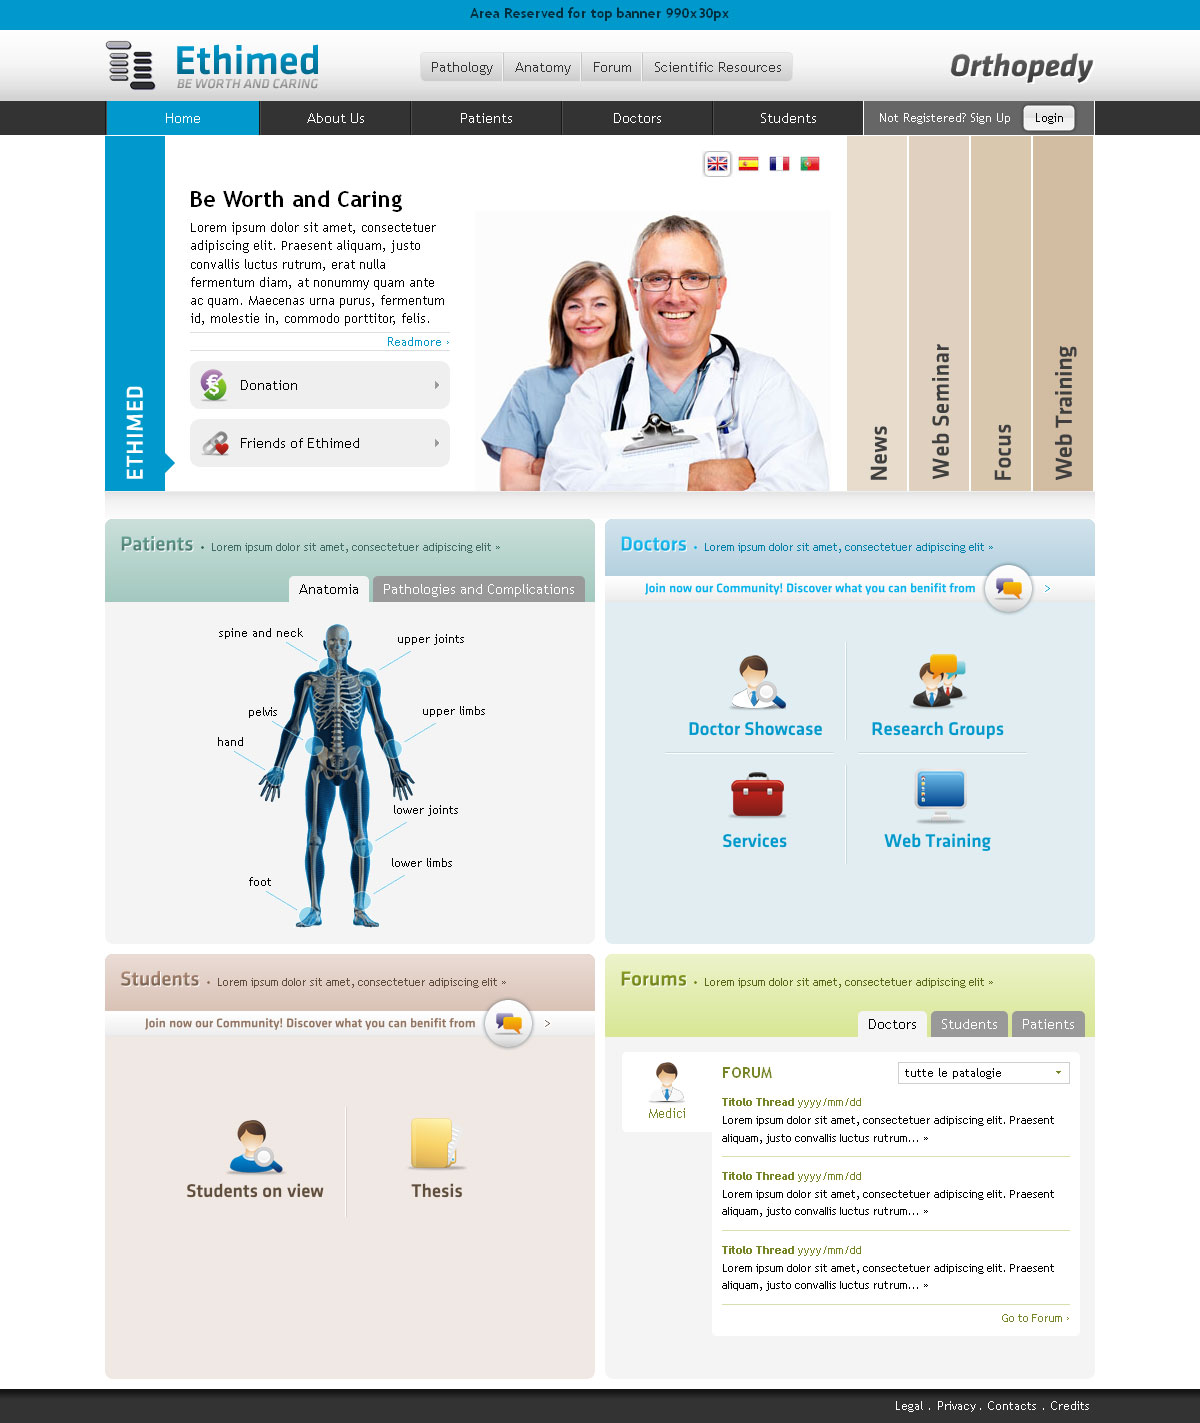 Area Reserved for top banner 990x30px
Ethimed
BE WORTH AND CARING
Pathology Anatomy Forum Scientific Resources
Orthopedy
Home About Us Patients Doctors Students Not Registered? Sign Up Login
Be Worth and Caring
Lorem ipsum dolor sit amet, consectetuer
adipiscing elit. Praesent aliquam, justo
convallis luctus rutrum, erat nulla
fermentum diam, at nonummy quam ante
ac quam. Maecenas urna purus, fermentum
id, molestie in, commodo porttitor, felis.
Readmore ›
Donation
Friends of Ethimed
ETHIMED
News
Web Seminar
Focus
Web Training
Patients • Lorem ipsum dolor sit amet, consectetuer adipiscing elit »
Anatomia Pathologies and Complications
spine and neck
upper joints
pelvis
upper limbs
hand
lower joints
lower limbs
foot
Doctors • Lorem ipsum dolor sit amet, consectetuer adipiscing elit »
Join now our Community! Discover what you can benifit from >
Doctor Showcase
Research Groups
Services
Web Training
Students • Lorem ipsum dolor sit amet, consectetuer adipiscing elit »
Join now our Community! Discover what you can benifit from >
Students on view
Thesis
Forums • Lorem ipsum dolor sit amet, consectetuer adipiscing elit »
Doctors Students Patients
Medici
FORUM
tutte le patalogie
Titolo Thread yyyy/mm/dd
Lorem ipsum dolor sit amet, consectetuer adipiscing elit. Praesent
aliquam, justo convallis luctus rutrum... »
Titolo Thread yyyy/mm/dd
Lorem ipsum dolor sit amet, consectetuer adipiscing elit. Praesent
aliquam, justo convallis luctus rutrum... »
Titolo Thread yyyy/mm/dd
Lorem ipsum dolor sit amet, consectetuer adipiscing elit. Praesent
aliquam, justo convallis luctus rutrum... »
Go to Forum ›
Legal . Privacy . Contacts . Credits